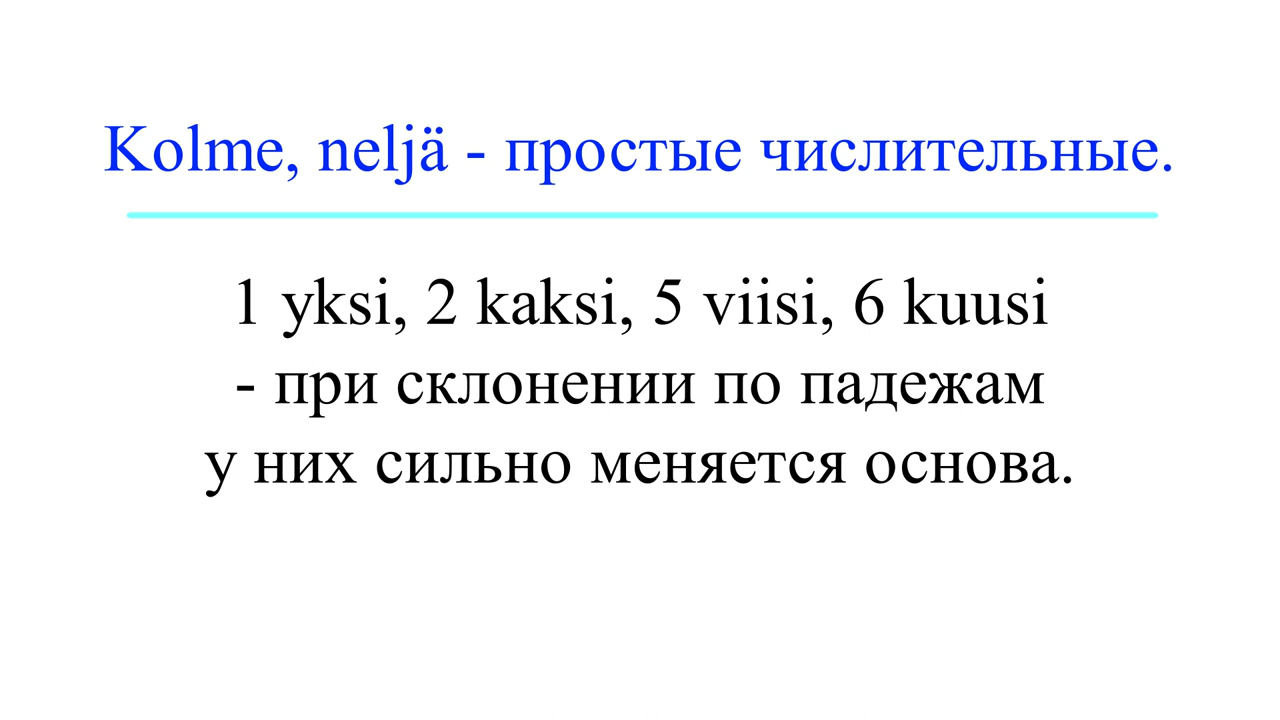 Kolme, neljä - простые числительные.
1 yksi, 2 kaksi, 5 viisi, 6 kuusi
- при склонении по падежам
у них сильно меняется основа.